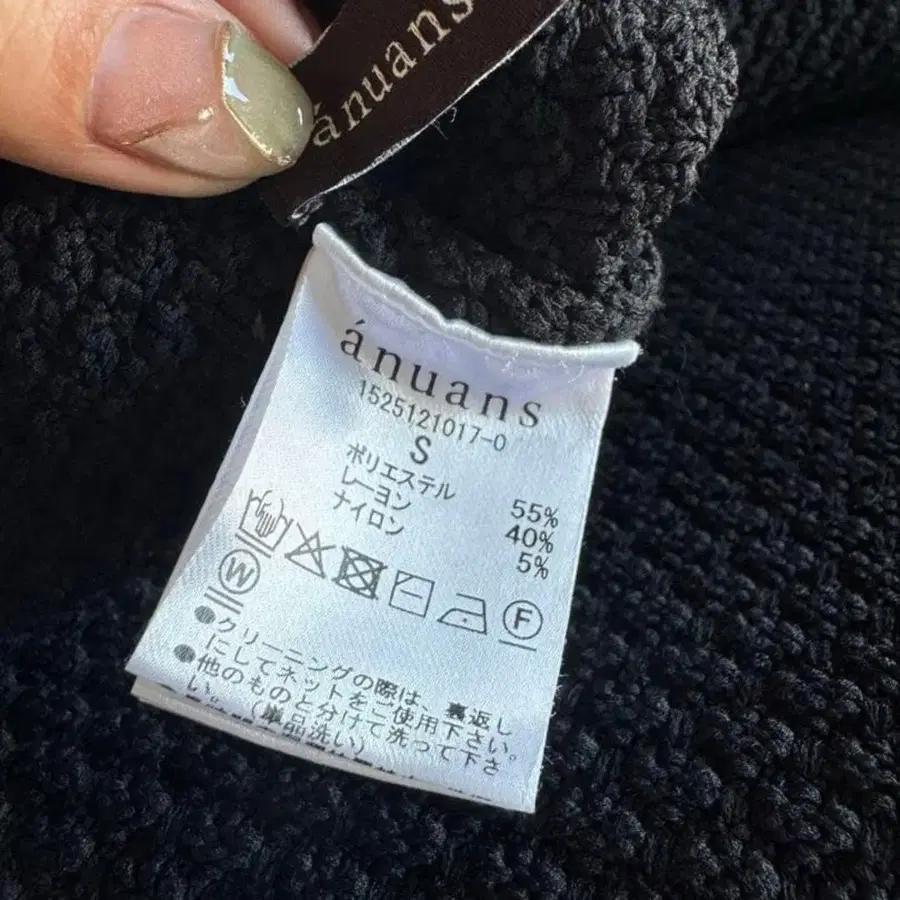 ánuans
ánuans
1525121017-0
S
ポリエステル 55%
レーヨン 40%
ナイロン 5%
W F
●クリーニングの際は、裏返し
にしてネットをご使用下さい。
●他のものと分けて洗って下さ
い。(単品洗い)